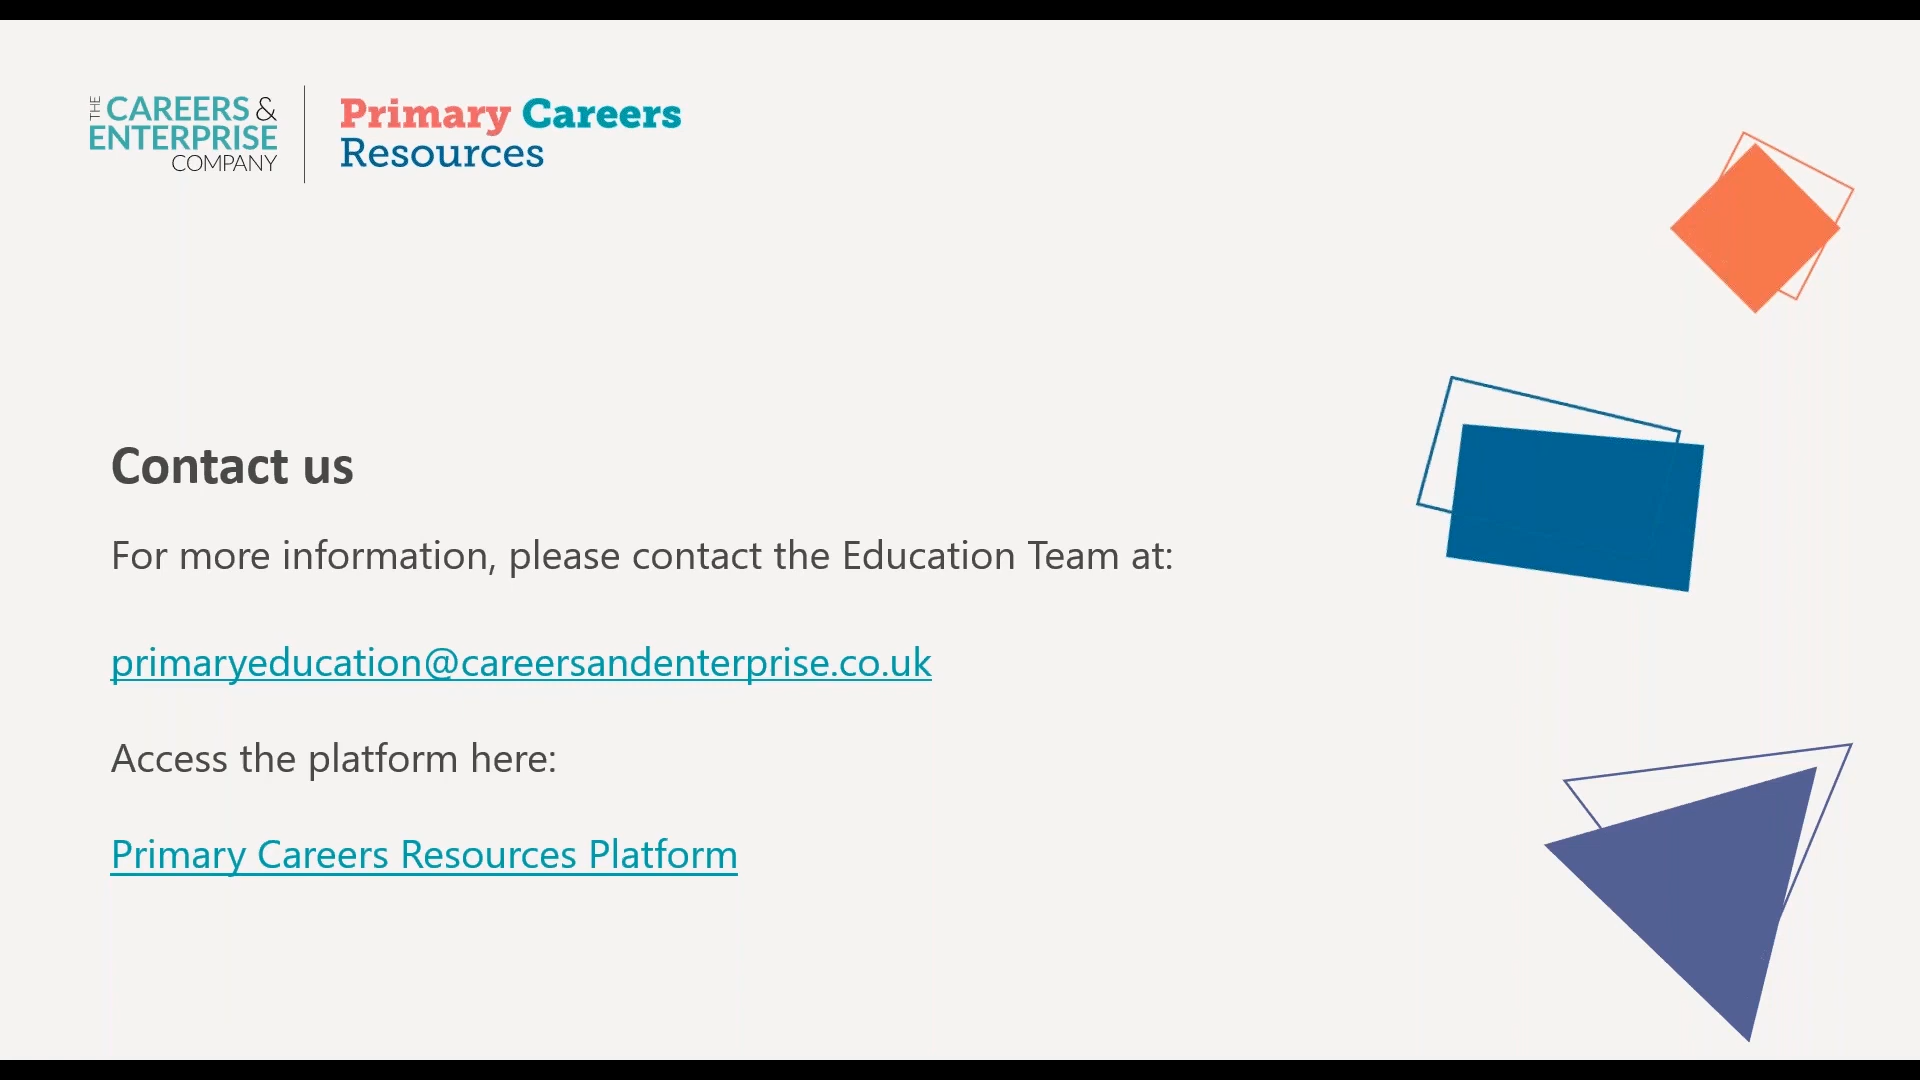 THE CAREERS &
ENTERPRISE
COMPANY
Primary Careers
Resources
Contact us
For more information, please contact the Education Team at:
primaryeducation@careersandenterprise.co.uk
Access the platform here:
Primary Careers Resources Platform